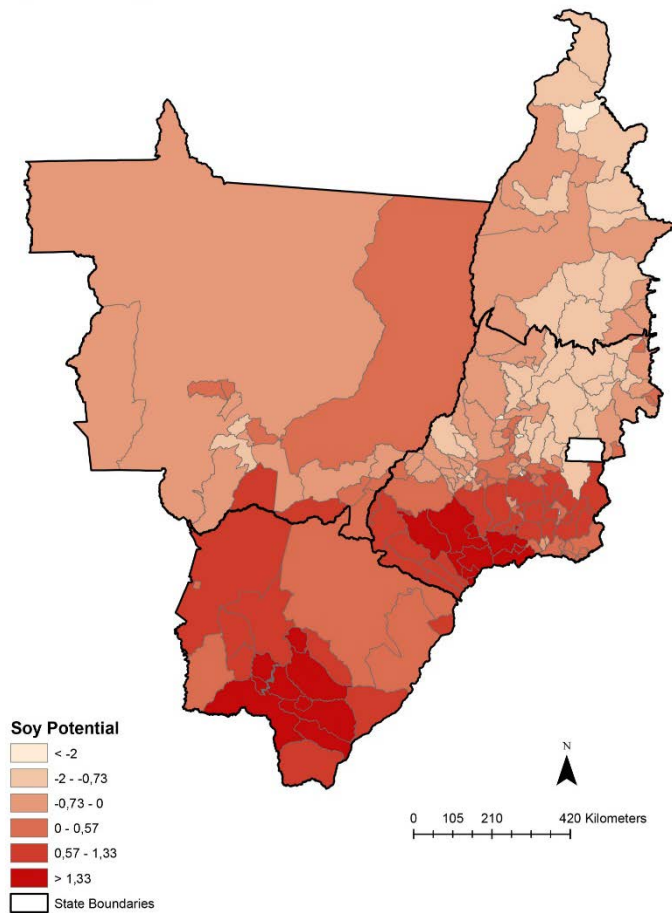 Soy Potential
< -2
-2 - -0,73
-0,73 - 0
0 - 0,57
0,57 - 1,33
> 1,33
State Boundaries
N
0 105 210 420 Kilometers